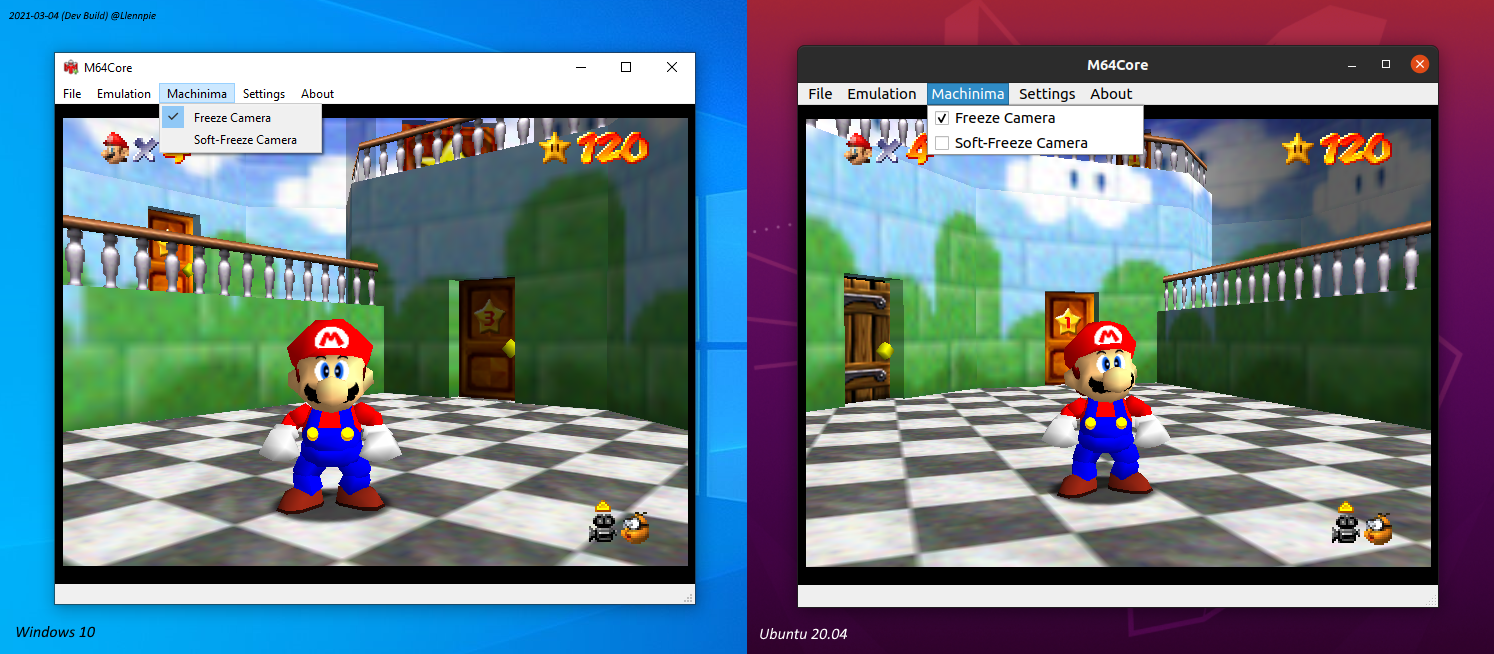 2021-03-04 (Dev Build) @Llennpie
M64Core
File Emulation Machinima Settings About
Freeze Camera
Soft-Freeze Camera
120
3
M
Windows 10
M64Core
File Emulation Machinima Settings About
Freeze Camera
Soft-Freeze Camera
4
120
1
M
Ubuntu 20.04